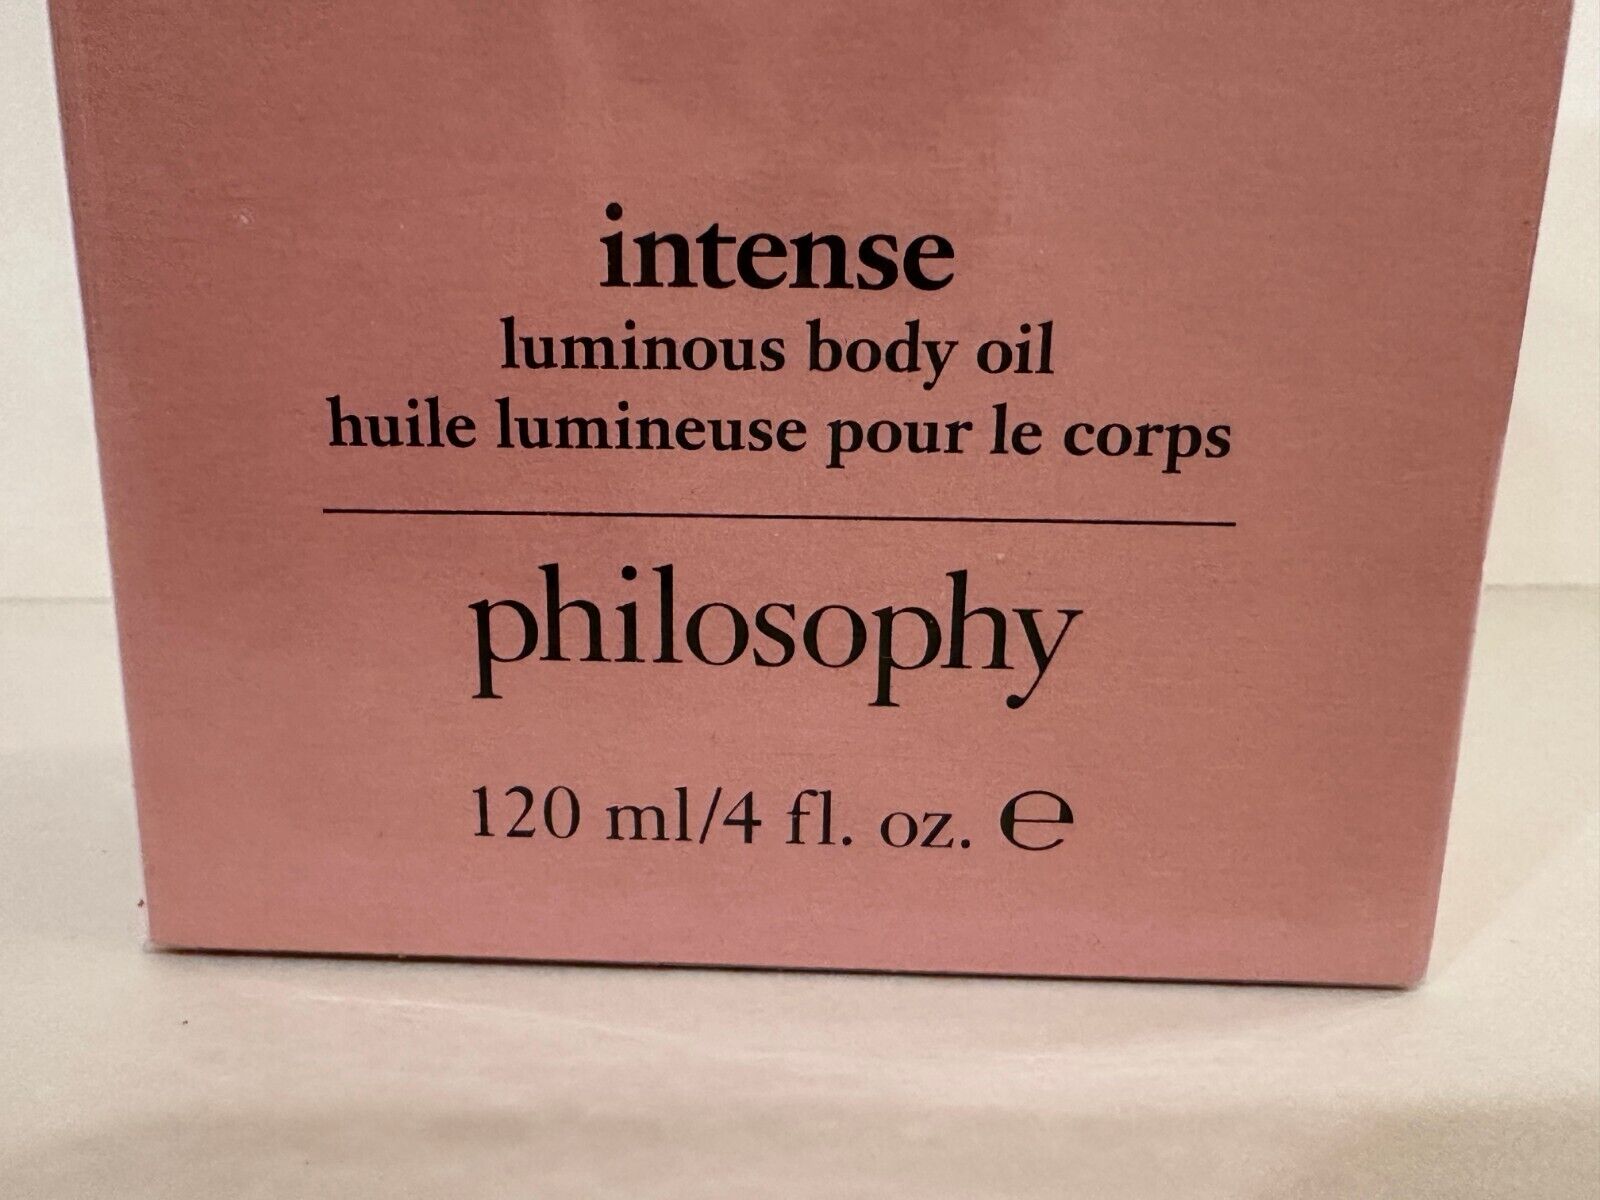 intense
luminous body oil
huile lumineuse pour le corps
philosophy
120 ml/4 fl. oz. ℮